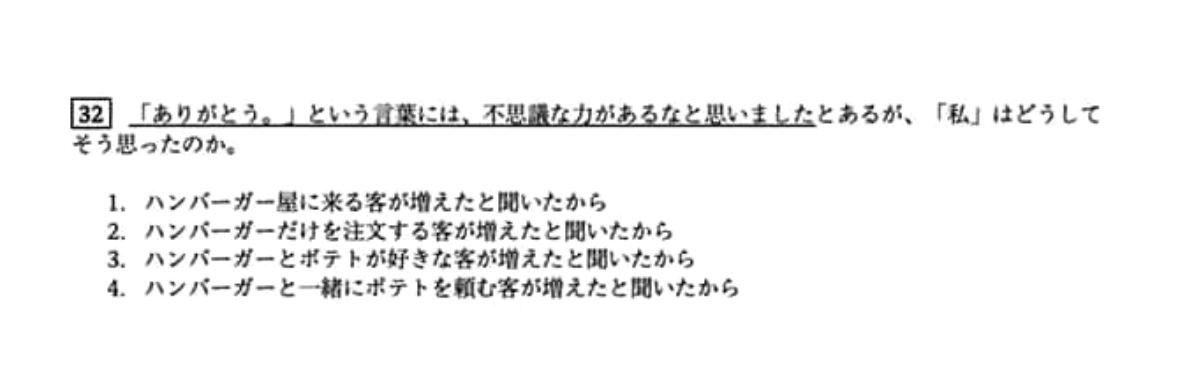 32 「ありがとう。」という言葉には、不思議な力があるなと思いましたとあるが、「私」はどうして
そう思ったのか。
1. ハンバーガー屋に来る客が増えたと聞いたから
2. ハンバーガーだけを注文する客が増えたと聞いたから
3. ハンバーガーとポテトが好きな客が増えたと聞いたから
4. ハンバーガーと一緒にポテトを頼む客が増えたと聞いたから